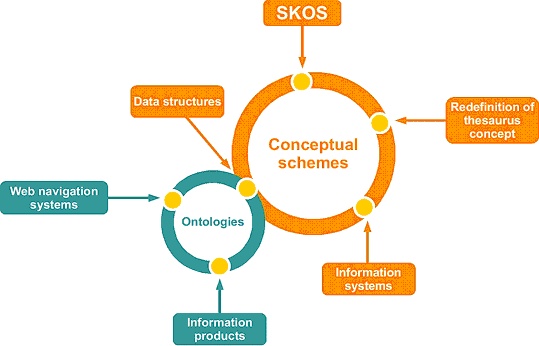 SKOS
Data structures
Redefinition of
thesaurus
concept
Conceptual
schemes
Web navigation
systems
Ontologies
Information
systems
Information
products